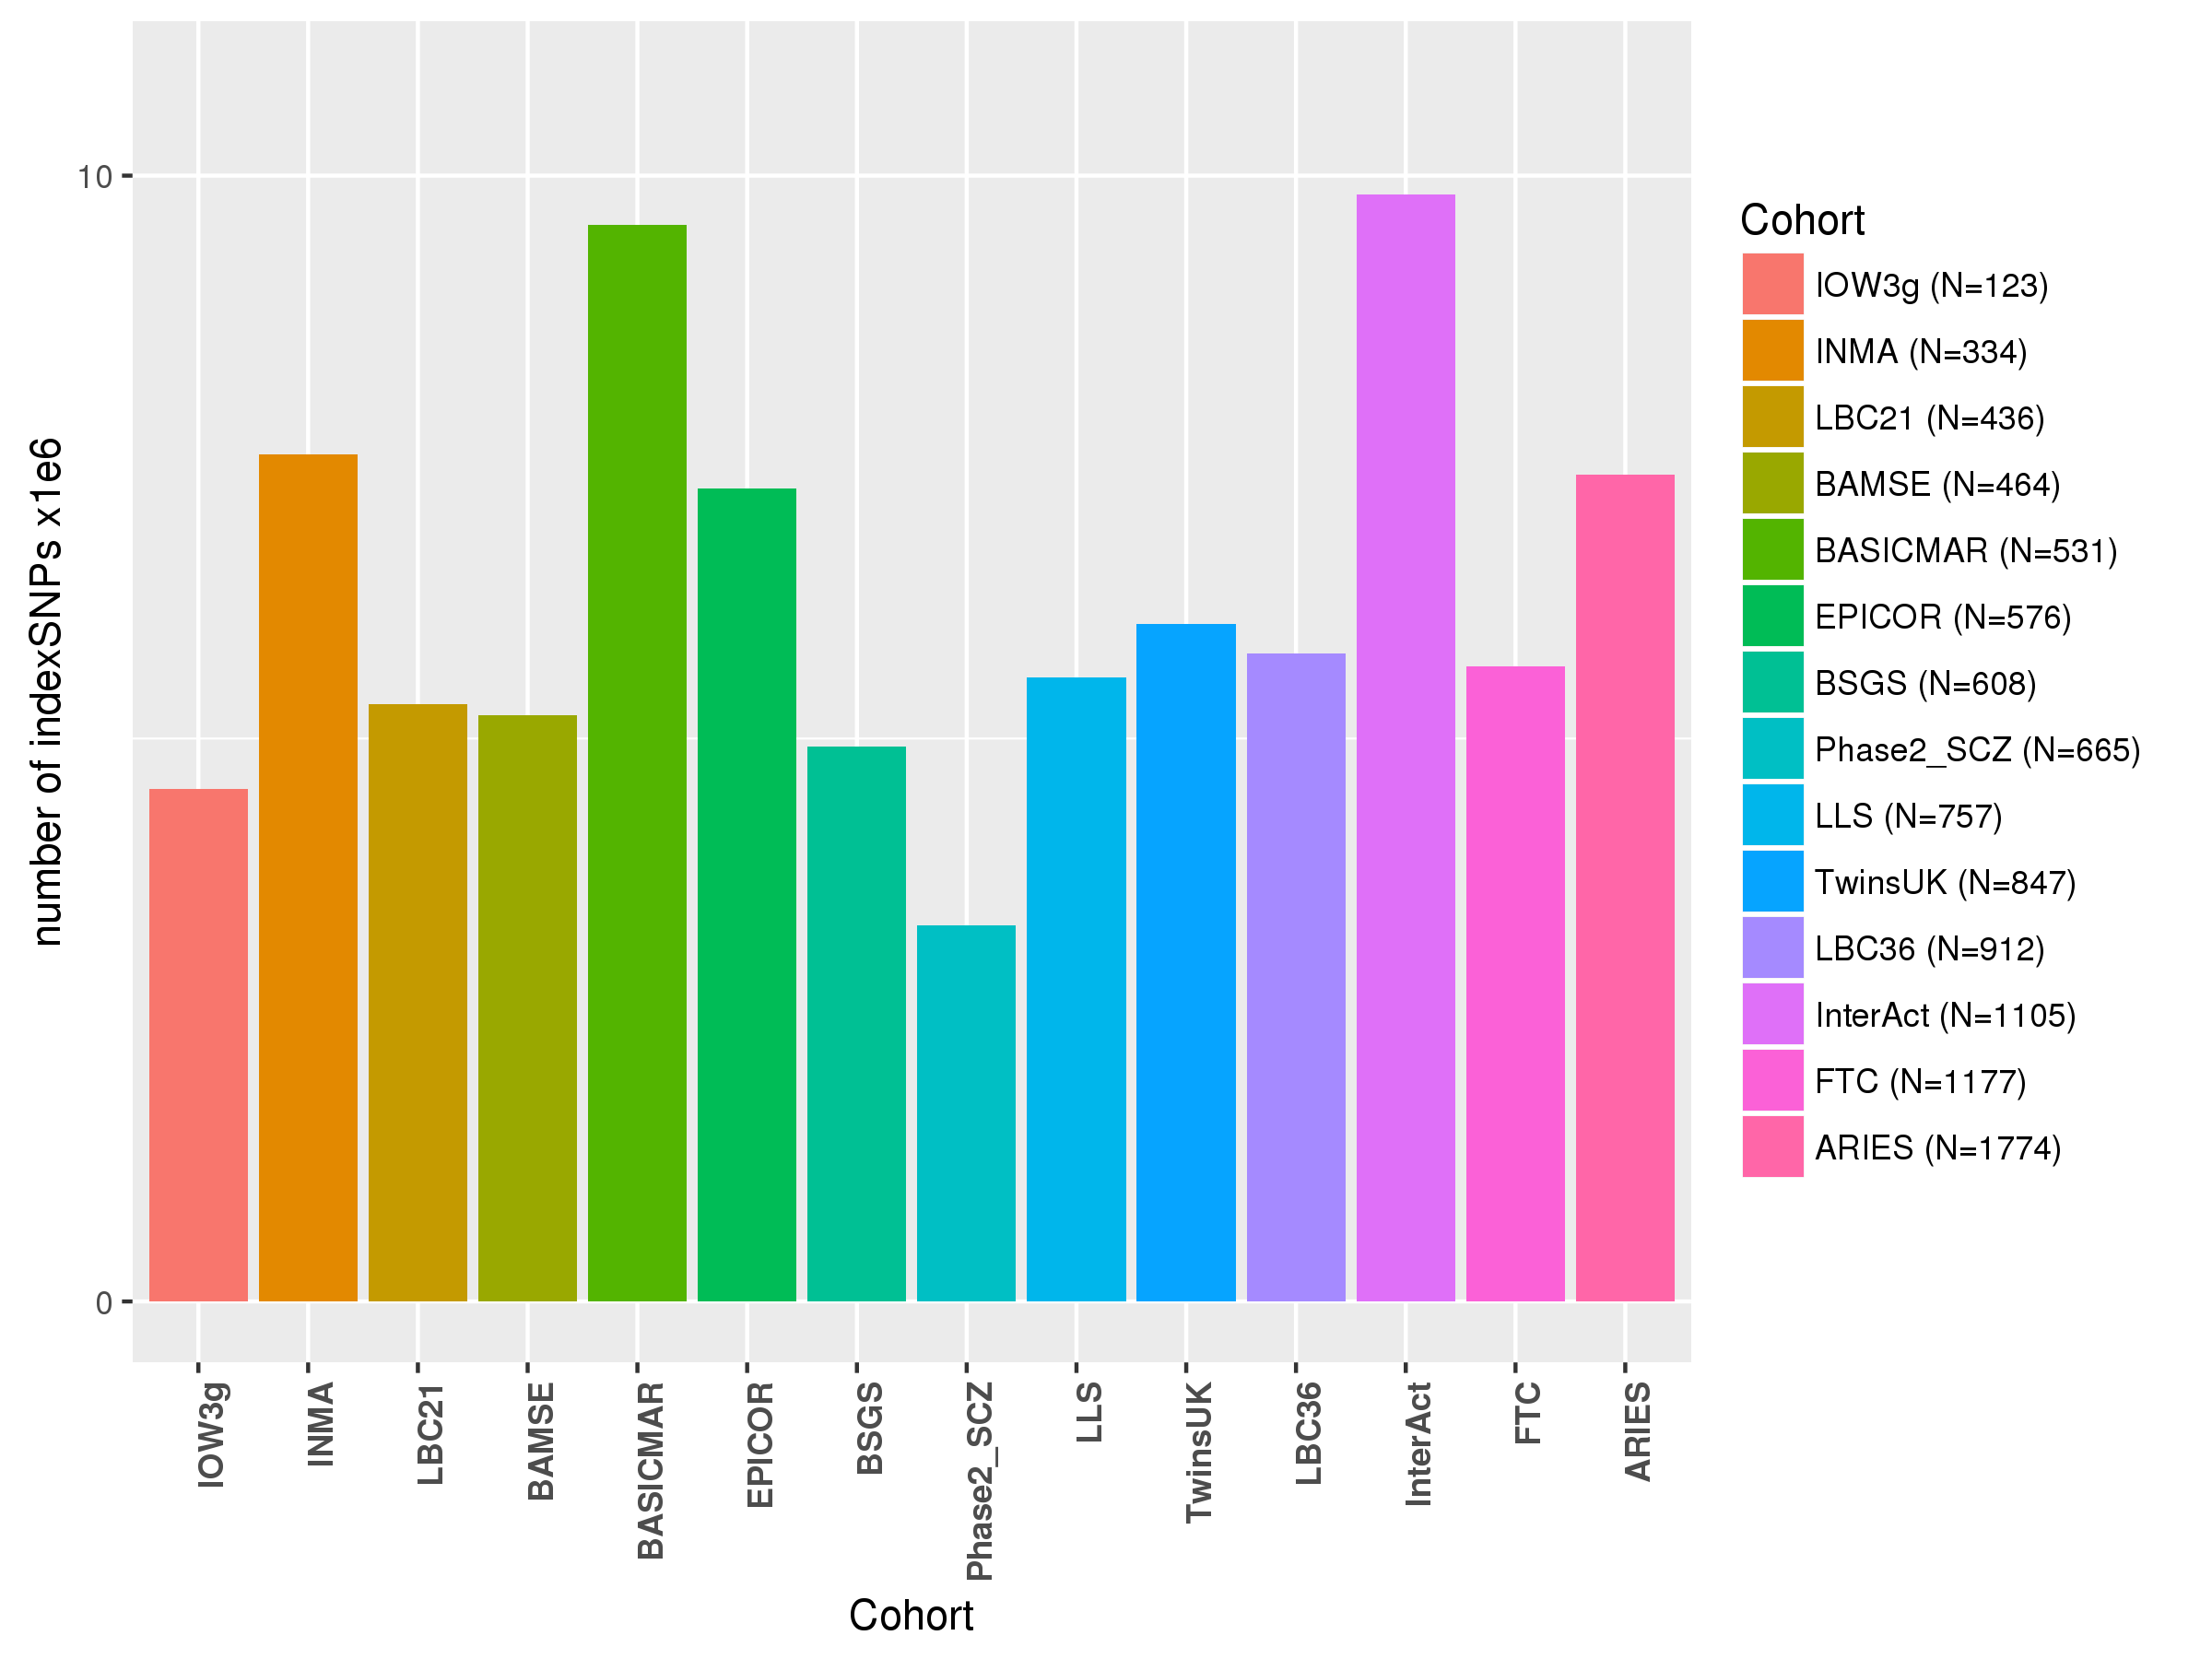 number of indexSNPs x1e6
10
0
IOW3g
INMA
LBC21
BAMSE
BASICMAR
EPICOR
BSGS
Phase2_SCZ
LLS
TwinsUK
LBC36
InterAct
FTC
ARIES
Cohort
Cohort
IOW3g (N=123)
INMA (N=334)
LBC21 (N=436)
BAMSE (N=464)
BASICMAR (N=531)
EPICOR (N=576)
BSGS (N=608)
Phase2_SCZ (N=665)
LLS (N=757)
TwinsUK (N=847)
LBC36 (N=912)
InterAct (N=1105)
FTC (N=1177)
ARIES (N=1774)